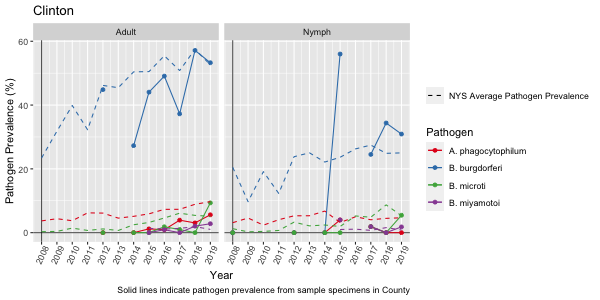 Clinton
Adult
Nymph
Pathogen Prevalence (%)
60
40
20
0
2008 2009 2010 2011 2012 2013 2014 2015 2016 2017 2018 2019
2008 2009 2010 2011 2012 2013 2014 2015 2016 2017 2018 2019
Year
NYS Average Pathogen Prevalence
Pathogen
A. phagocytophilum
B. burgdorferi
B. microti
B. miyamotoi
Solid lines indicate pathogen prevalence from sample specimens in County